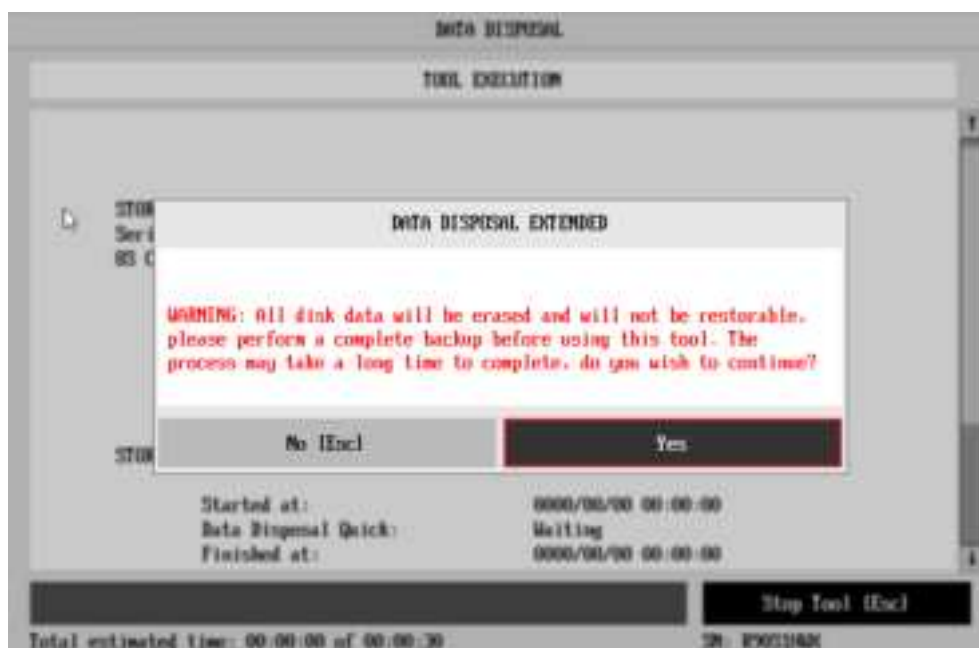 DATA DISPOSAL
TOOL EXECUTION
DATA DISPOSAL EXTENDED
WARNING: All disk data will be erased and will not be restorable,
please perform a complete backup before using this tool. The
process may take a long time to complete, do you wish to continue?
No [Esc]
Yes
Started at: 0000/00/00 00:00:00
Data Disposal Quick: Waiting
Finished at: 0000/00/00 00:00:00
Stop Tool [Esc]
Total estimated time: 00:00:00 of 00:00:30
SN: